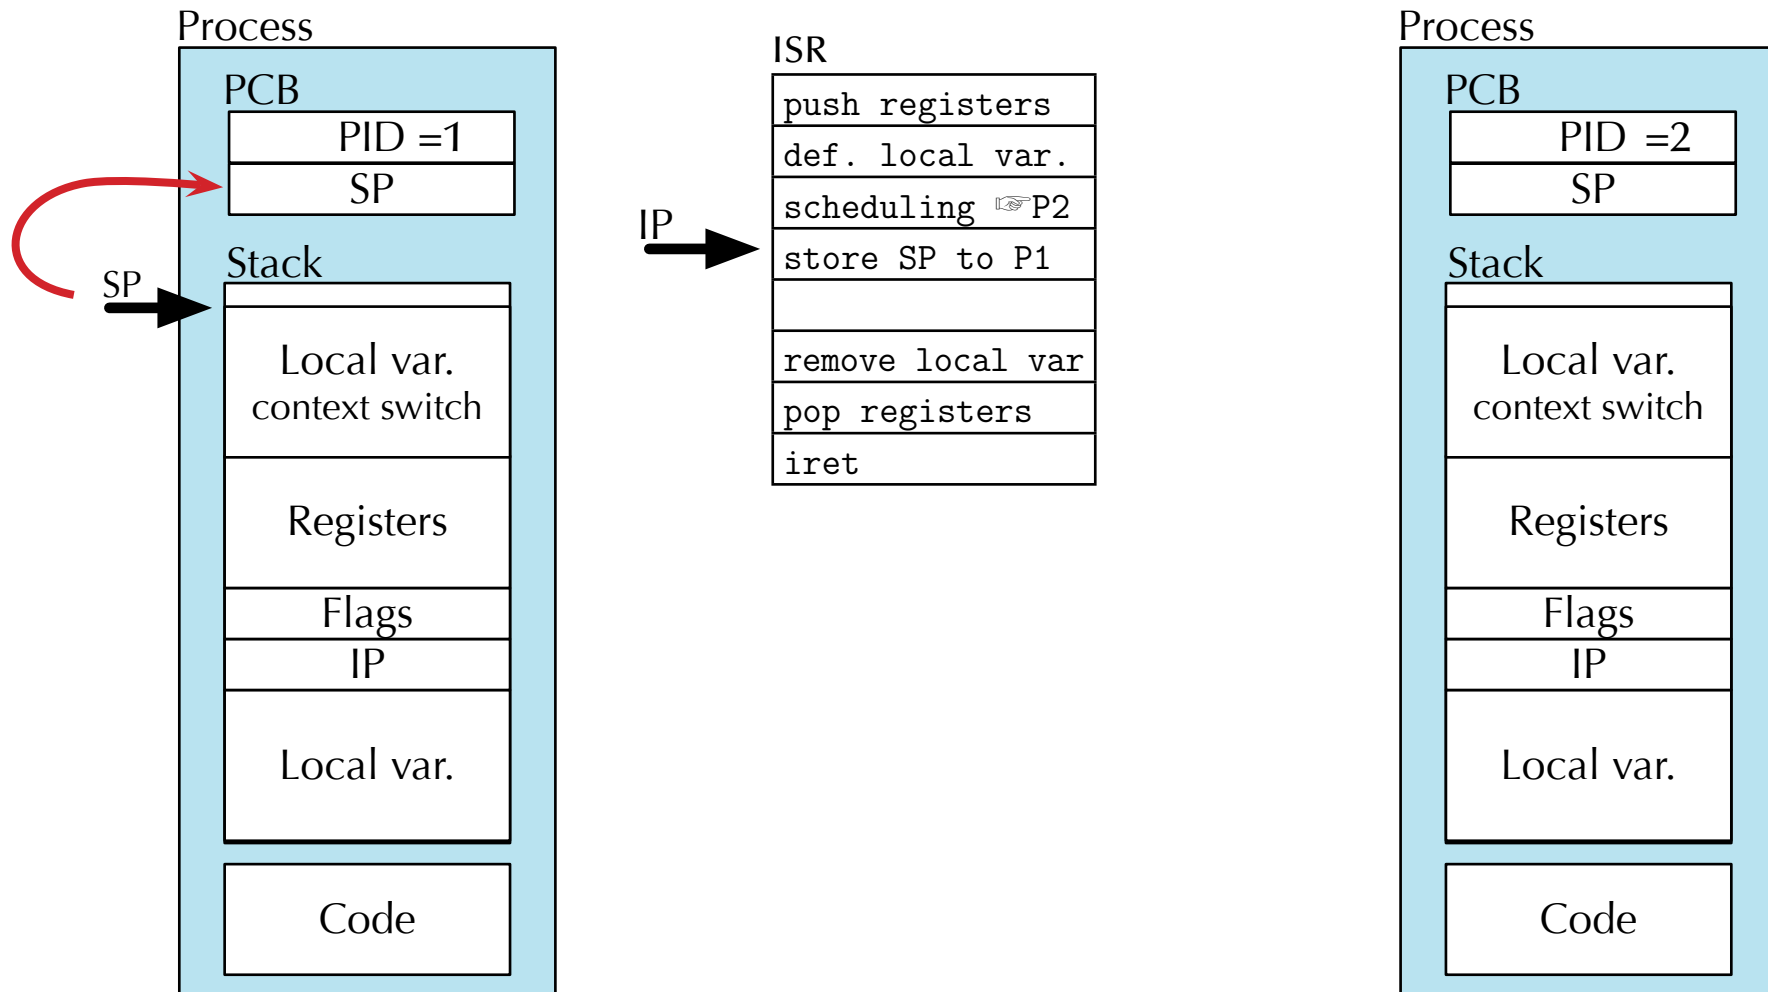 Process
PCB
PID =1
SP
SP
Stack
Local var.
context switch
Registers
Flags
IP
Local var.
Code
ISR
push registers
def. local var.
scheduling ☞P2
IP
store SP to P1
remove local var
pop registers
iret
Process
PCB
PID =2
SP
Stack
Local var.
context switch
Registers
Flags
IP
Local var.
Code